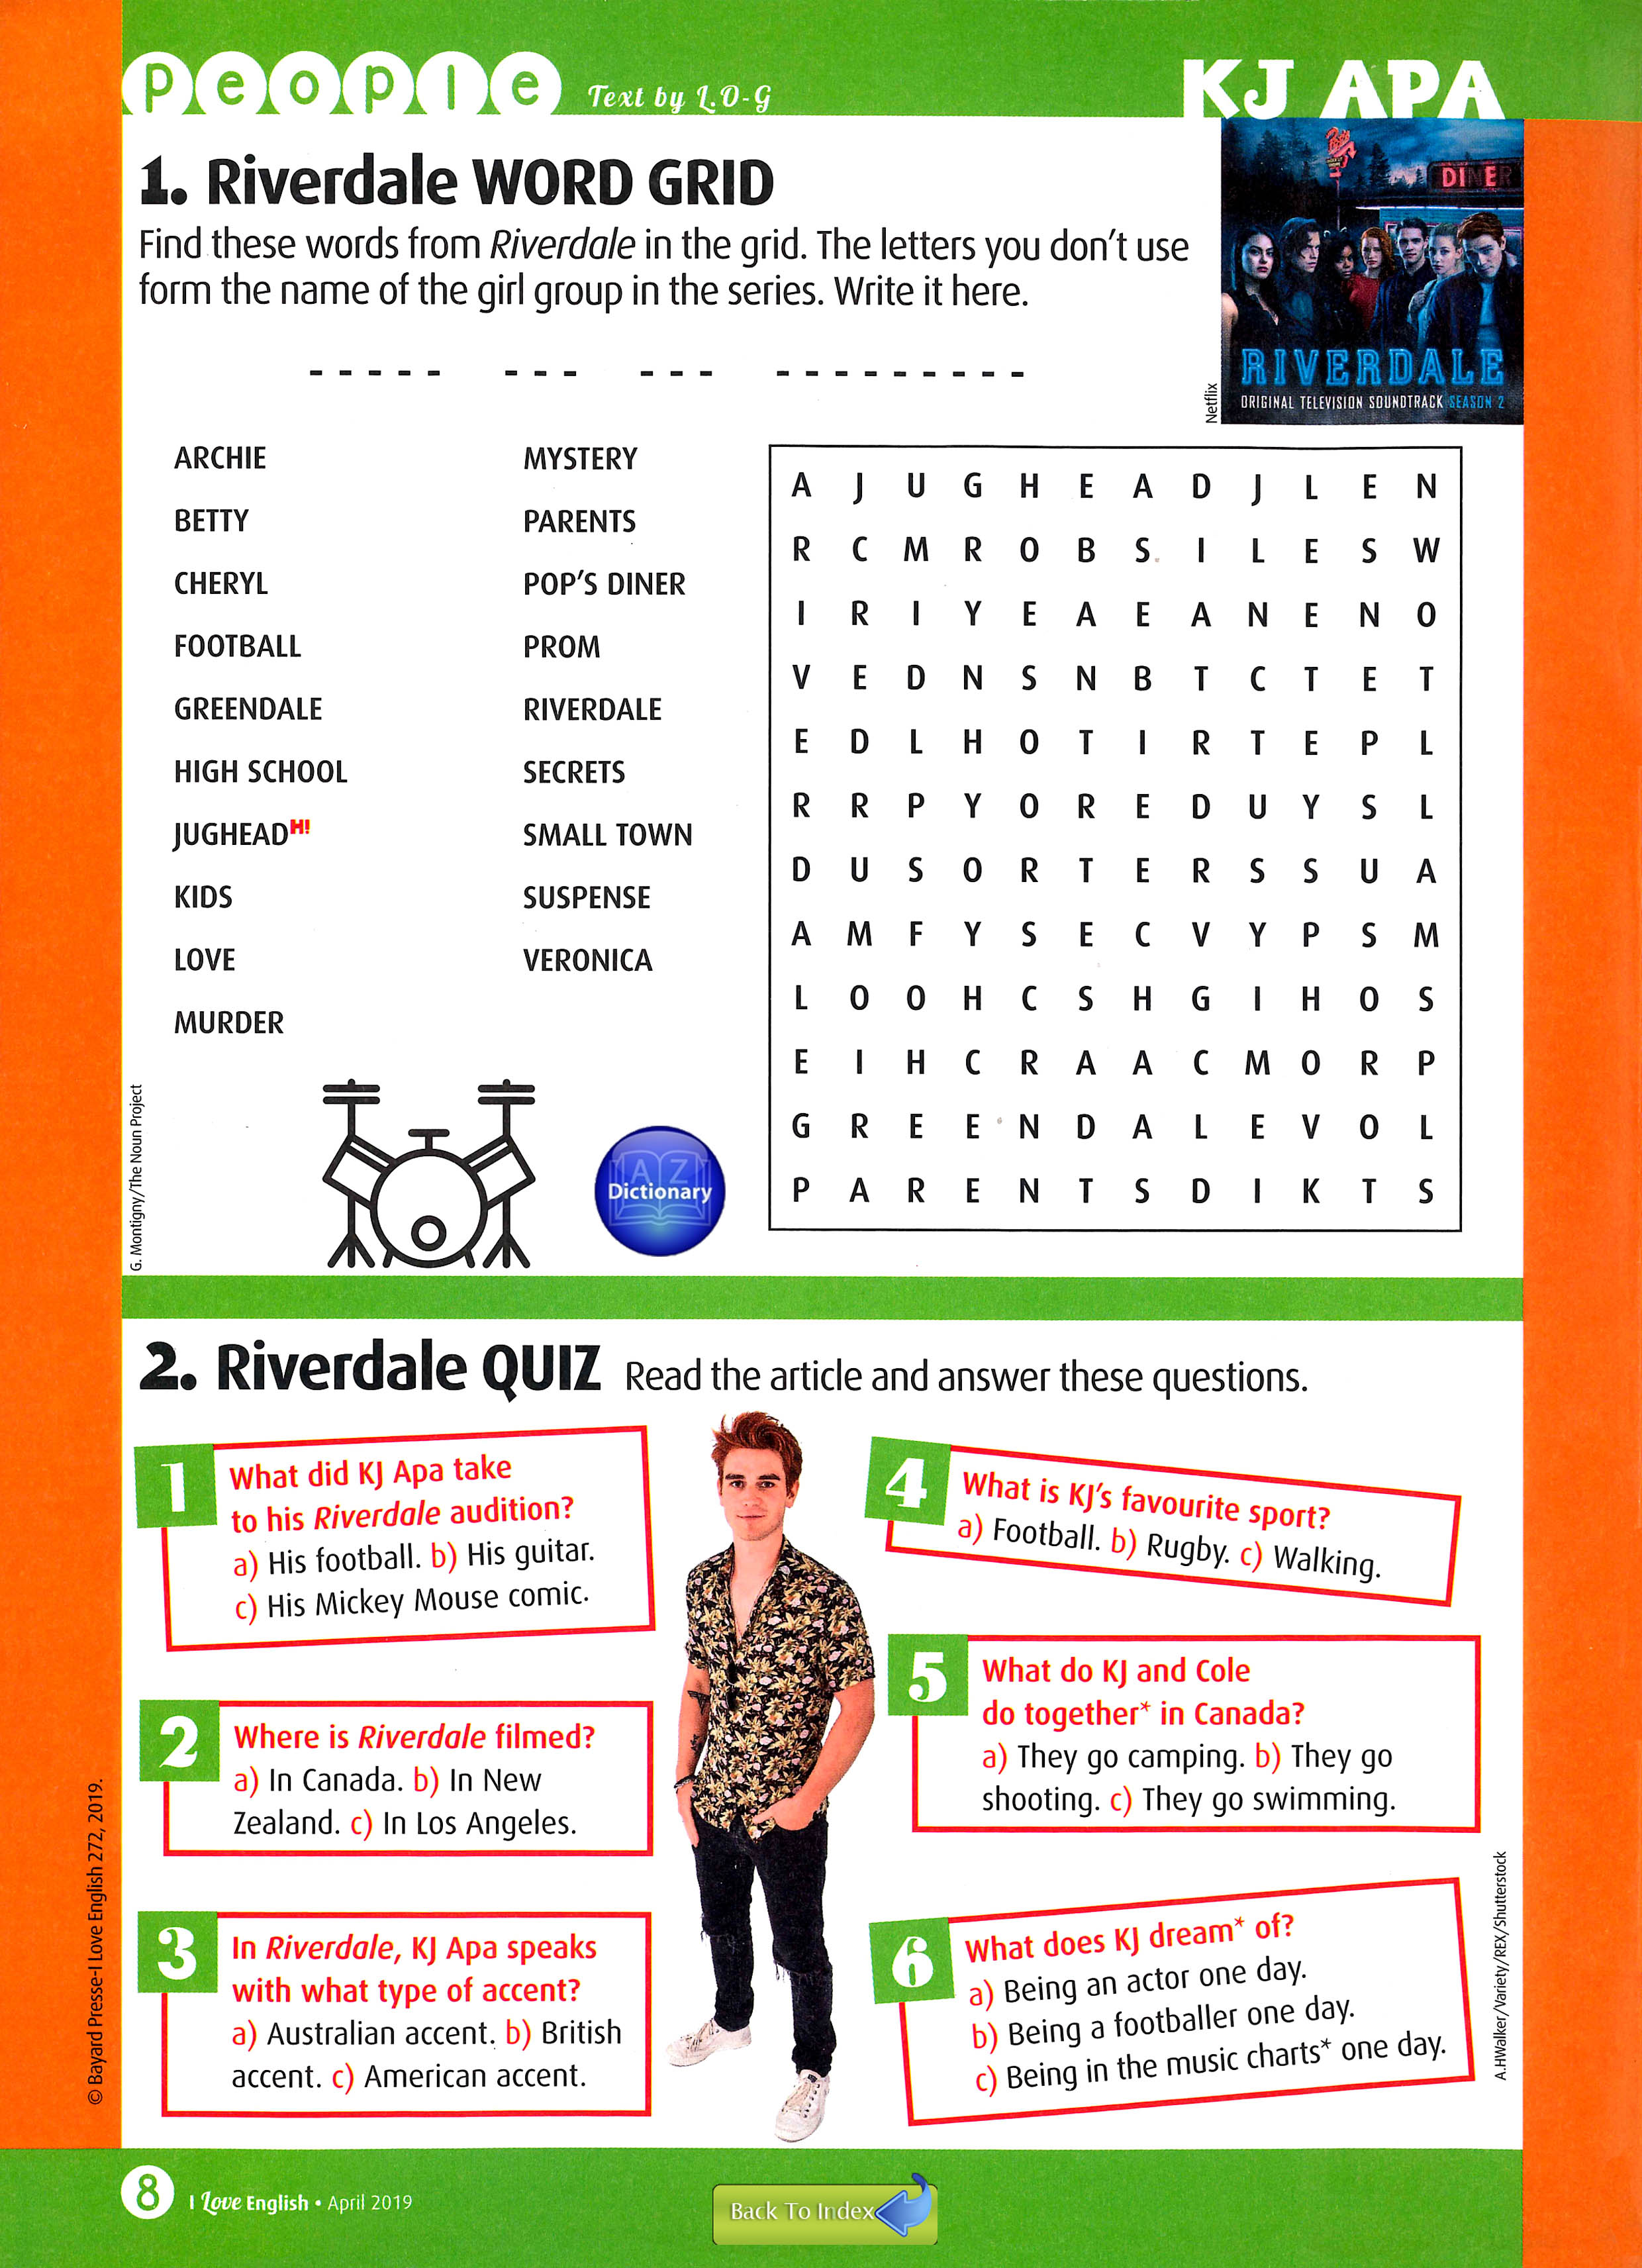 People Text by L.O-G KJ APA
1. Riverdale WORD GRID
Find these words from Riverdale in the grid. The letters you don't use
form the name of the girl group in the series. Write it here.
- - - - -   - - -   - - -   - - - - - - - - -
DINER
RIVERDALE
ORIGINAL TELEVISION SOUNDTRACK SEASON 2
Netflix
ARCHIE
BETTY
CHERYL
FOOTBALL
GREENDALE
HIGH SCHOOL
JUGHEADH!
KIDS
LOVE
MURDER
MYSTERY
PARENTS
POP'S DINER
PROM
RIVERDALE
SECRETS
SMALL TOWN
SUSPENSE
VERONICA
A J U G H E A D J L E N
R C M R O B S I L E S W
I R I Y E A E A N E N O
V E D N S N B T C T E T
E D L H O T I R T E P L
R R P Y O R E D U Y S L
D U S O R T E R S S U A
A M F Y S E C V Y P S M
L O O H C S H G I H O S
E I H C R A A C M O R P
G R E E N D A L E V O L
P A R E N T S D I K T S
G. Montigny/The Noun Project
A Z
Dictionary
2. Riverdale QUIZ Read the article and answer these questions.
1
What did KJ Apa take
to his Riverdale audition?
a) His football. b) His guitar.
c) His Mickey Mouse comic.
2
Where is Riverdale filmed?
a) In Canada. b) In New
Zealand. c) In Los Angeles.
3
In Riverdale, KJ Apa speaks
with what type of accent?
a) Australian accent. b) British
accent. c) American accent.
4
What is KJ's favourite sport?
a) Football. b) Rugby. c) Walking.
5
What do KJ and Cole
do together* in Canada?
a) They go camping. b) They go
shooting. c) They go swimming.
6
What does KJ dream* of?
a) Being an actor one day.
b) Being a footballer one day.
c) Being in the music charts* one day.
© Bayard Presse-I Love English 272, 2019.
A.HWalker/Variety/REX/Shutterstock
8 I Love English • April 2019
Back To Index